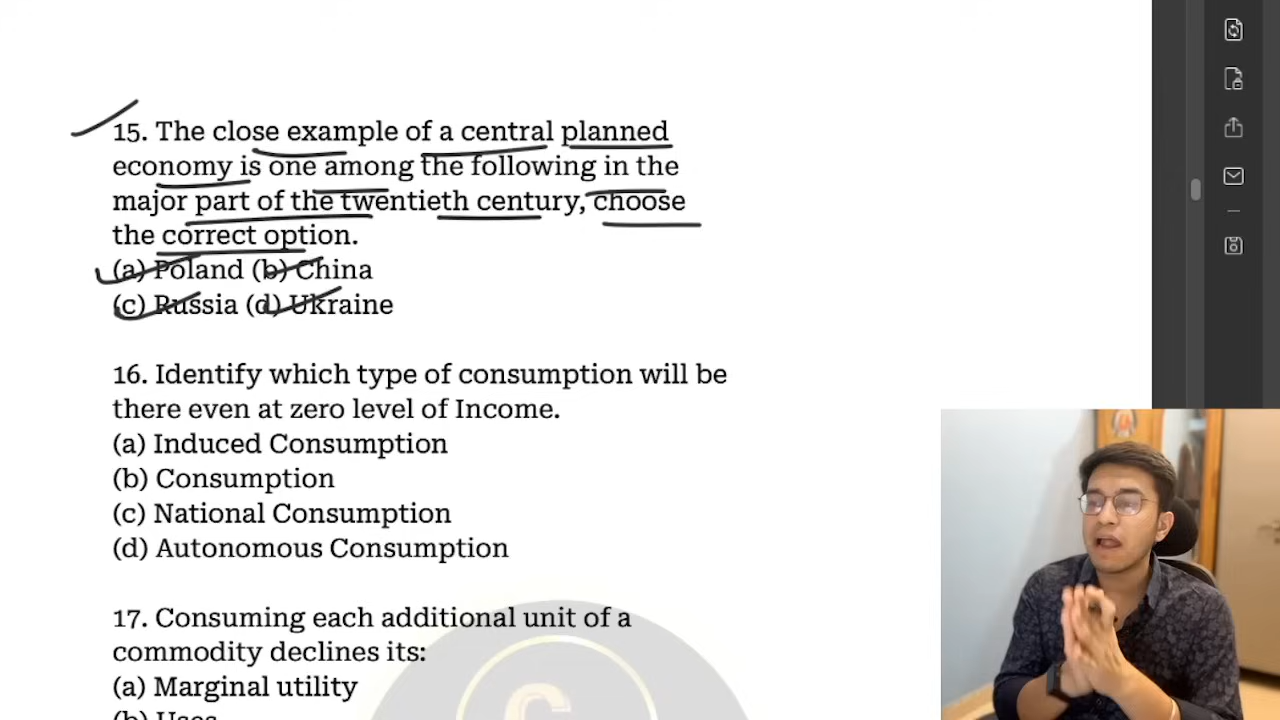 15. The close example of a central planned
economy is one among the following in the
major part of the twentieth century, choose
the correct option.
(a) Poland (b) China
(c) Russia (d) Ukraine
16. Identify which type of consumption will be
there even at zero level of Income.
(a) Induced Consumption
(b) Consumption
(c) National Consumption
(d) Autonomous Consumption
17. Consuming each additional unit of a
commodity declines its:
(a) Marginal utility
(b) Uses